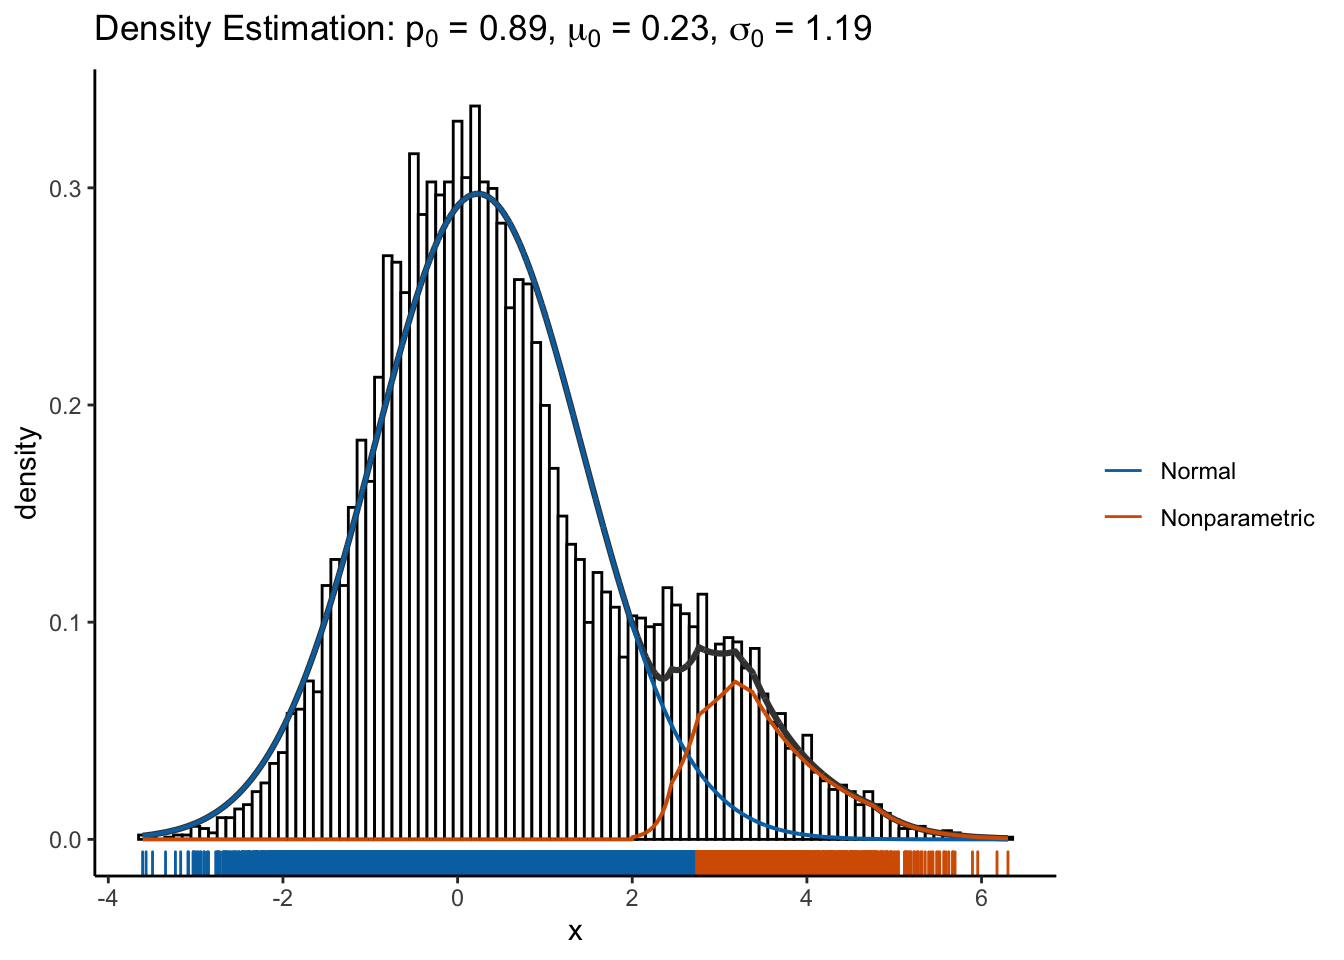 Density Estimation: p₀ = 0.89, μ₀ = 0.23, σ₀ = 1.19
density
0.3
0.2
0.1
0.0
-4 -2 0 2 4 6
x
Normal
Nonparametric